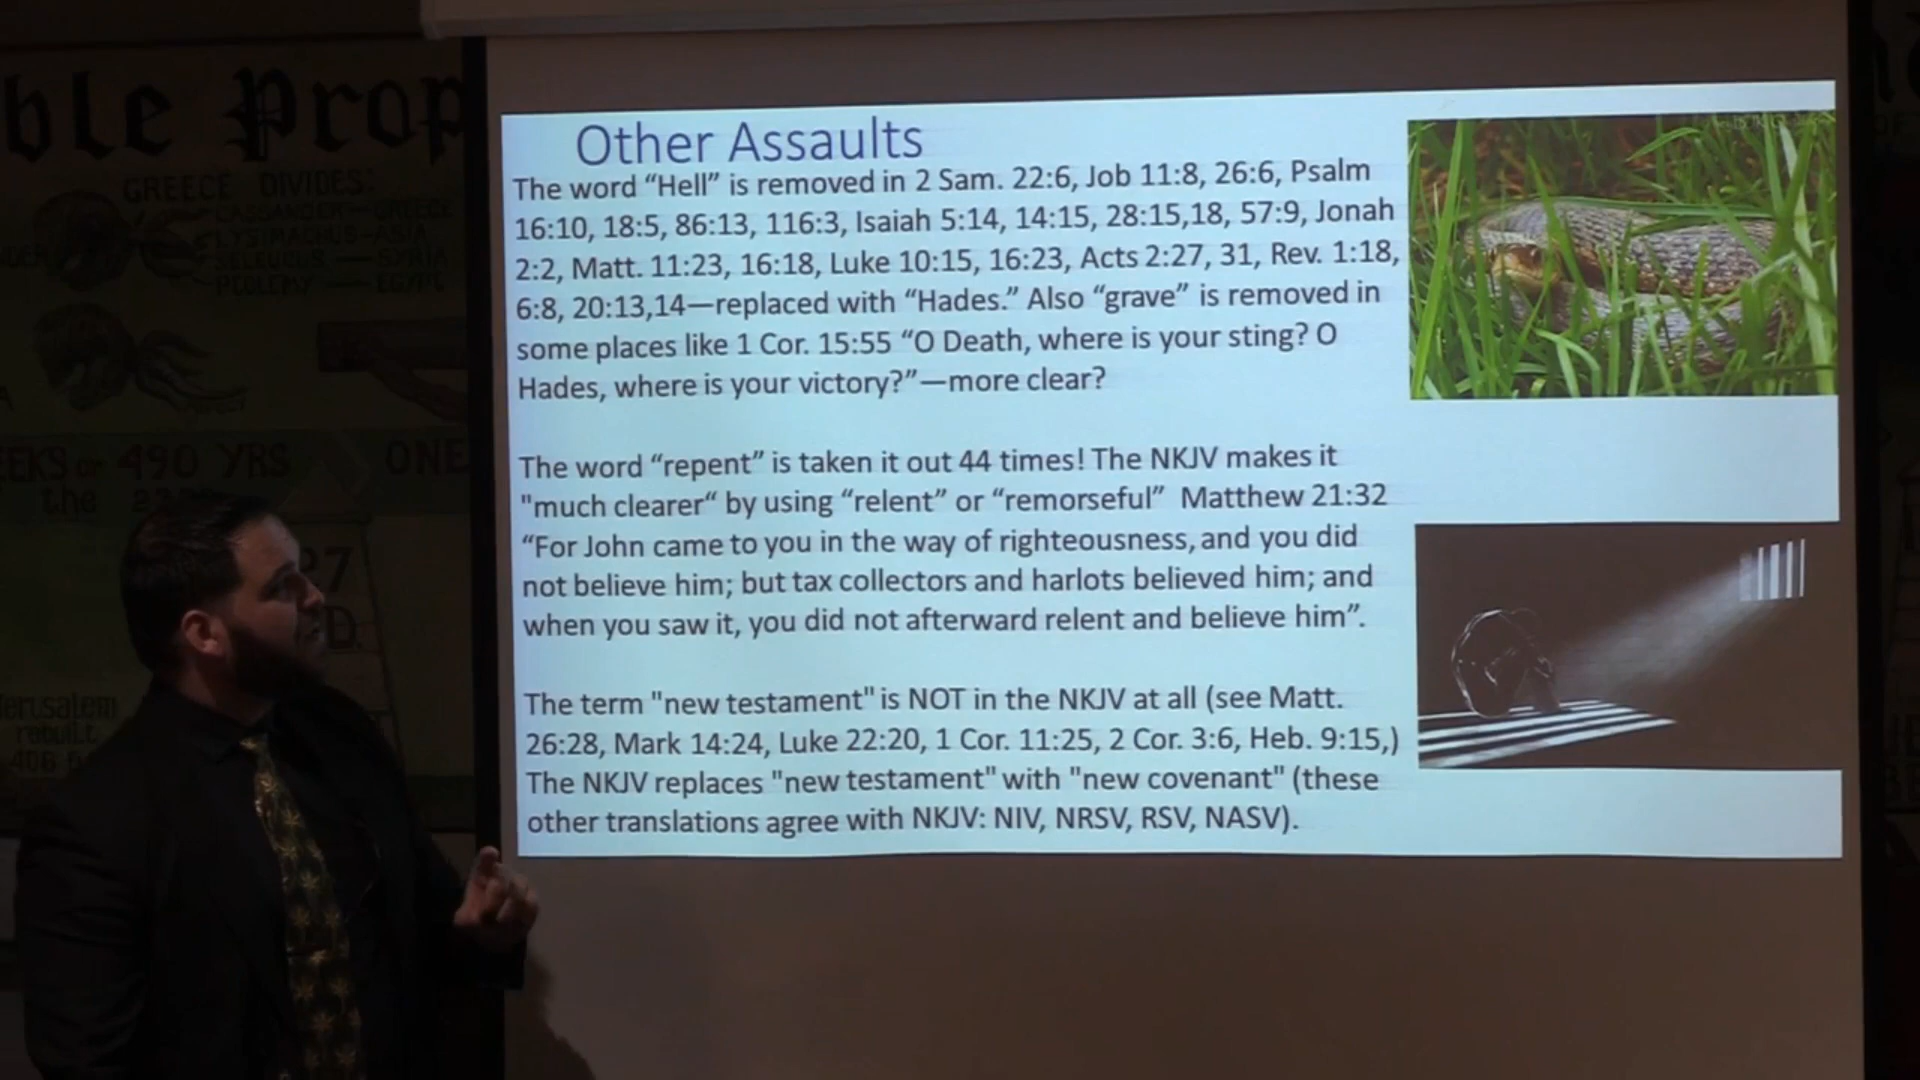 ble Prop
GREECE DIVIDES:
CASSANDER—GREECE
LYSIMACHUS-ASIA
SELEUCUS — SYRIA
PTOLEMY — EGYPT
EEKS or 490 YRS
ONE
the
27
D.
Jerusalem
rebuilt
Other Assaults
The word “Hell” is removed in 2 Sam. 22:6, Job 11:8, 26:6, Psalm
16:10, 18:5, 86:13, 116:3, Isaiah 5:14, 14:15, 28:15,18, 57:9, Jonah
2:2, Matt. 11:23, 16:18, Luke 10:15, 16:23, Acts 2:27, 31, Rev. 1:18,
6:8, 20:13,14—replaced with “Hades.” Also “grave” is removed in
some places like 1 Cor. 15:55 “O Death, where is your sting? O
Hades, where is your victory?”—more clear?
The word “repent” is taken it out 44 times! The NKJV makes it
"much clearer“ by using “relent” or “remorseful” Matthew 21:32
“For John came to you in the way of righteousness, and you did
not believe him; but tax collectors and harlots believed him; and
when you saw it, you did not afterward relent and believe him”.
The term "new testament" is NOT in the NKJV at all (see Matt.
26:28, Mark 14:24, Luke 22:20, 1 Cor. 11:25, 2 Cor. 3:6, Heb. 9:15,)
The NKJV replaces "new testament" with "new covenant" (these
other translations agree with NKJV: NIV, NRSV, RSV, NASV).